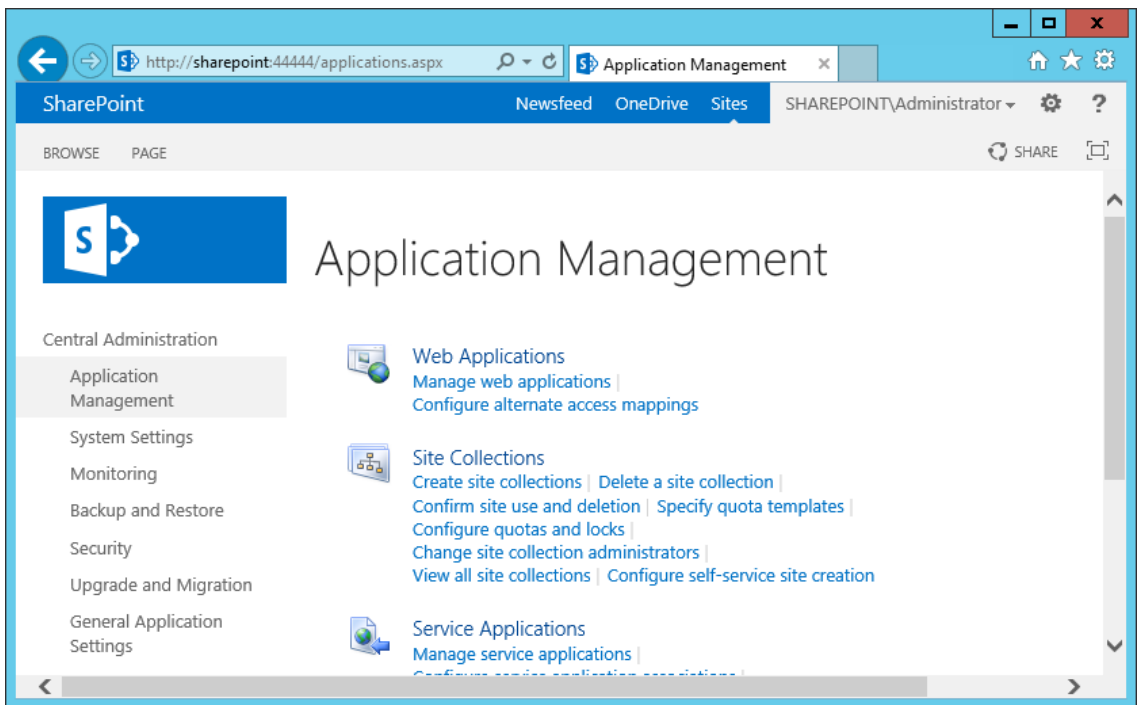 http://sharepoint:44444/applications.aspx
Application Management
SharePoint
Newsfeed OneDrive Sites
SHAREPOINT\Administrator
?
BROWSE PAGE
SHARE
S
Application Management
Central Administration
Application
Management
System Settings
Monitoring
Backup and Restore
Security
Upgrade and Migration
General Application
Settings
Web Applications
Manage web applications |
Configure alternate access mappings
Site Collections
Create site collections | Delete a site collection |
Confirm site use and deletion | Specify quota templates |
Configure quotas and locks |
Change site collection administrators |
View all site collections | Configure self-service site creation
Service Applications
Manage service applications |
Configure service application associations |